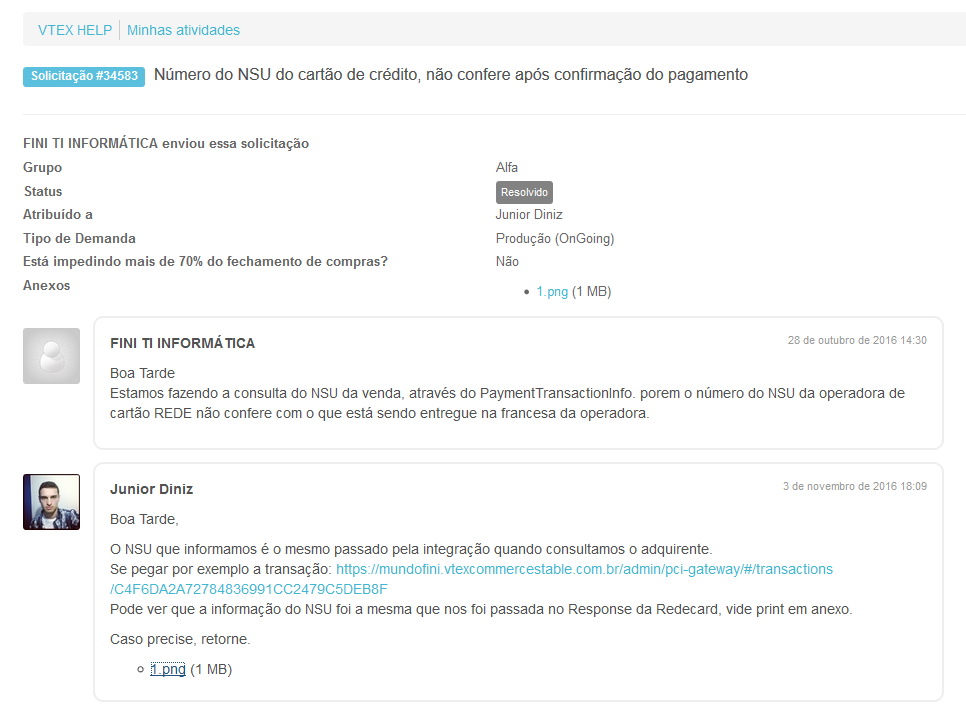 VTEX HELP Minhas atividades
Solicitação #34583 Número do NSU do cartão de crédito, não confere após confirmação do pagamento
FINI TI INFORMÁTICA enviou essa solicitação
Grupo Alfa
Status Resolvido
Atribuído a Junior Diniz
Tipo de Demanda Produção (OnGoing)
Está impedindo mais de 70% do fechamento de compras? Não
Anexos
• 1.png (1 MB)
FINI TI INFORMÁTICA 28 de outubro de 2016 14:30
Boa Tarde
Estamos fazendo a consulta do NSU da venda, através do PaymentTransactionInfo. porem o número do NSU da operadora de
cartão REDE não confere com o que está sendo entregue na francesa da operadora.
Junior Diniz 3 de novembro de 2016 18:09
Boa Tarde,
O NSU que informamos é o mesmo passado pela integração quando consultamos o adquirente.
Se pegar por exemplo a transação: https://mundofini.vtexcommercestable.com.br/admin/pci-gateway/#/transactions
/C4F6DA2A72784836991CC2479C5DEB8F
Pode ver que a informação do NSU foi a mesma que nos foi passada no Response da Redecard, vide print em anexo.
Caso precise, retorne.
1.png (1 MB)